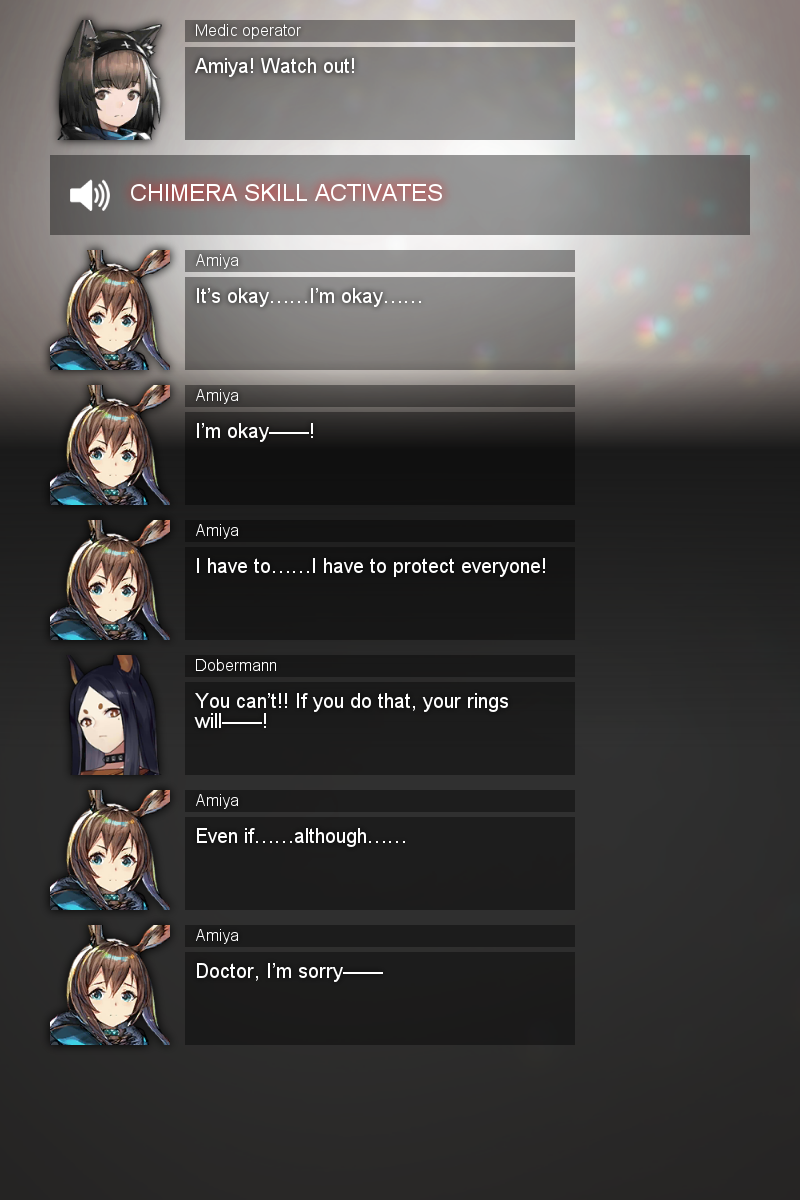 Medic operator
Amiya! Watch out!
CHIMERA SKILL ACTIVATES
Amiya
It's okay……I'm okay……
Amiya
I'm okay——!
Amiya
I have to……I have to protect everyone!
Dobermann
You can't!! If you do that, your rings
will——!
Amiya
Even if……although……
Amiya
Doctor, I'm sorry——